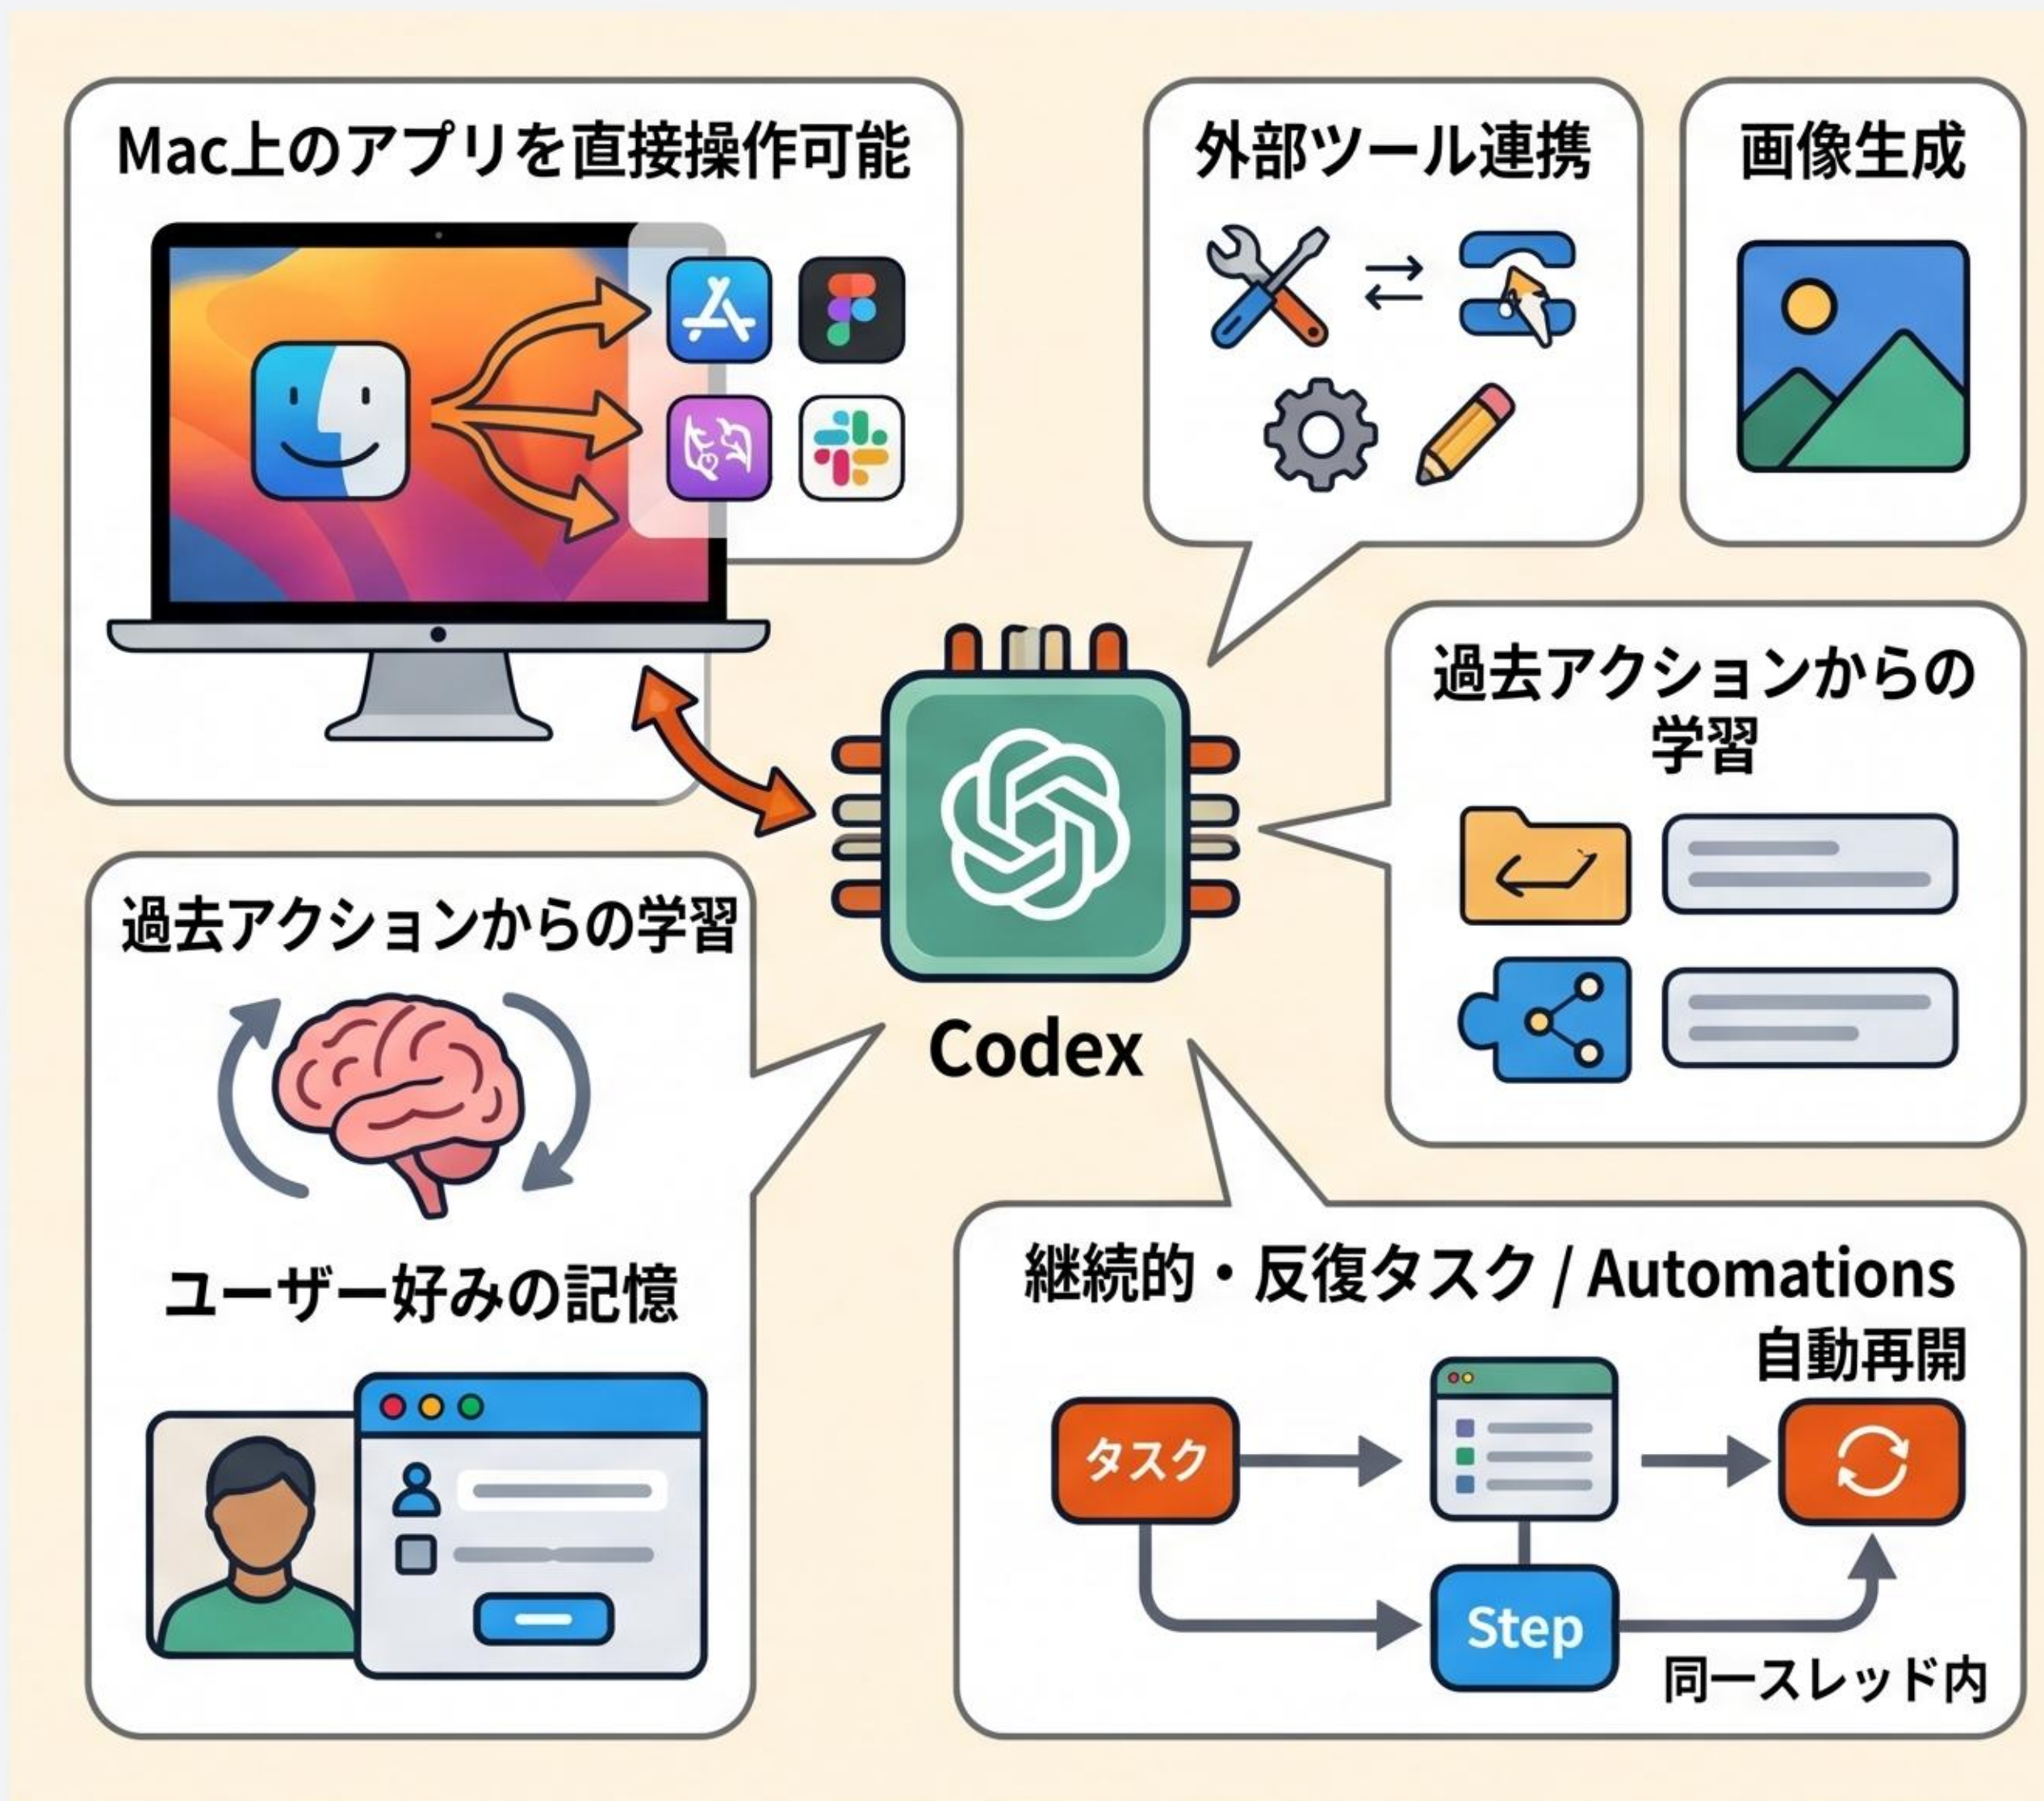 Mac上のアプリを直接操作可能
外部ツール連携
画像生成
過去アクションからの
学習
Codex
過去アクションからの学習
ユーザー好みの記憶
継続的・反復タスク / Automations
自動再開
タスク
Step
同一スレッド内